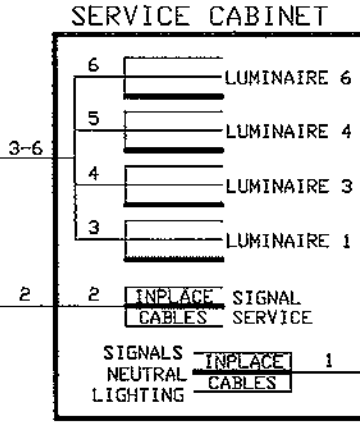 SERVICE CABINET
6
LUMINAIRE 6
5
LUMINAIRE 4
3-6
4
LUMINAIRE 3
3
LUMINAIRE 1
2
2
INPLACE
CABLES
SIGNAL
SERVICE
SIGNALS
NEUTRAL
LIGHTING
INPLACE
CABLES
1